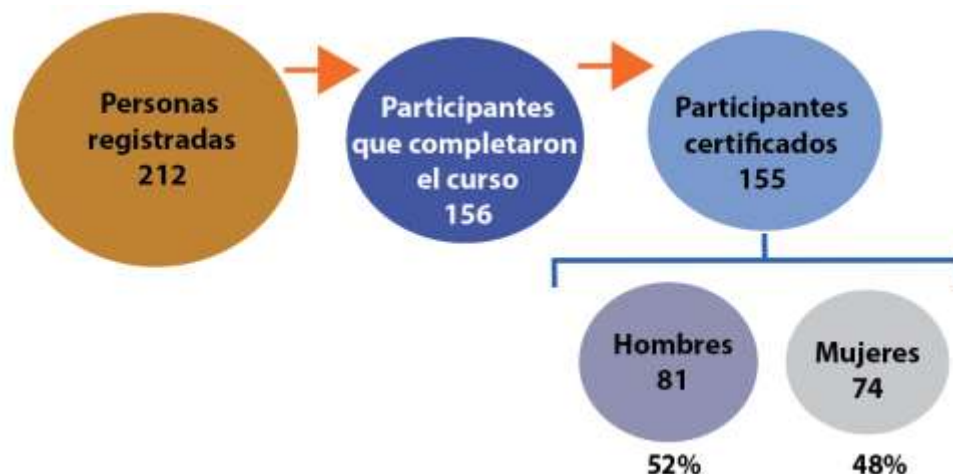 Personas
registradas
212
Participantes
que completaron
el curso
156
Participantes
certificados
155
Hombres
81
Mujeres
74
52%
48%